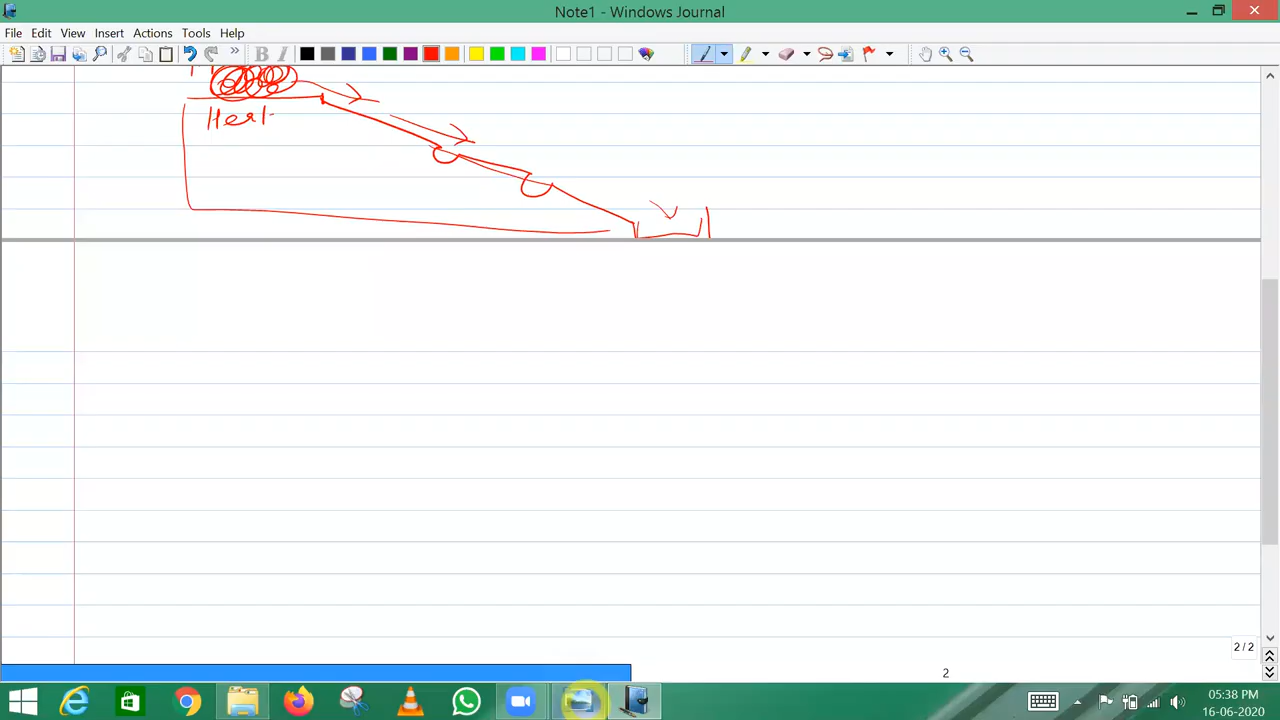 Note1 - Windows Journal
File Edit View Insert Actions Tools Help
Heat
2 / 2
2
05:38 PM
16-06-2020